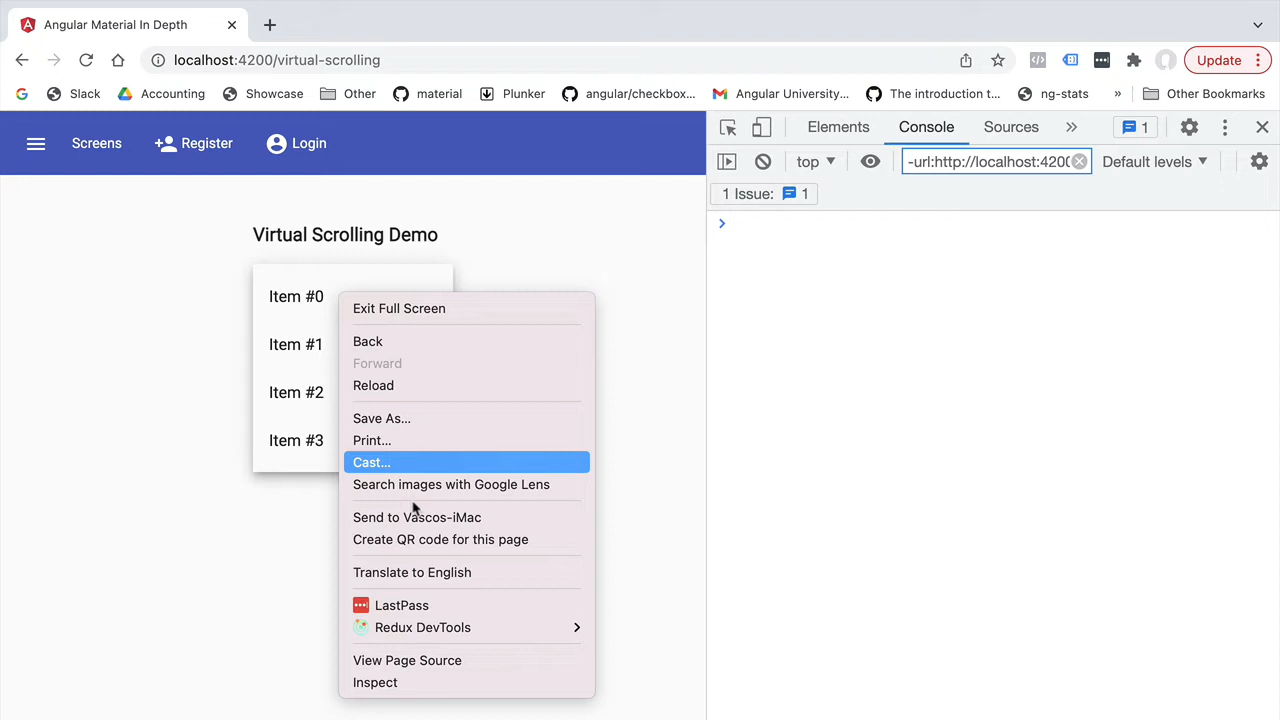 Angular Material In Depth
localhost:4200/virtual-scrolling
Update
Slack
Accounting
Showcase
Other
material
Plunker
angular/checkbox...
Angular University,...
The introduction t...
ng-stats
»
Other Bookmarks
Screens
Register
Login
Elements
Console
Sources
»
1
top
-url:http://localhost:4200
Default levels
1 Issue: 1
Virtual Scrolling Demo
Item #0
Item #1
Item #2
Item #3
Exit Full Screen
Back
Forward
Reload
Save As...
Print...
Cast...
Search images with Google Lens
Send to Vascos-iMac
Create QR code for this page
Translate to English
LastPass
Redux DevTools
View Page Source
Inspect